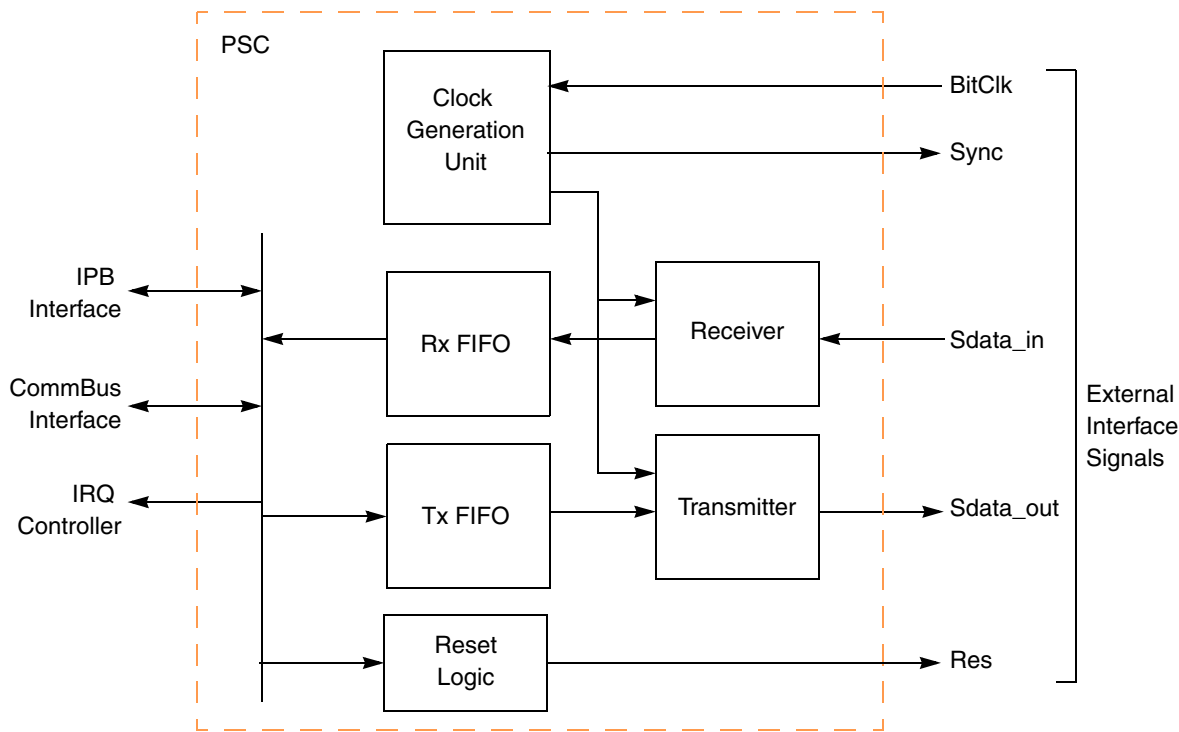 PSC
Clock
Generation
Unit
BitClk
Sync
IPB
Interface
Rx FIFO
Receiver
Sdata_in
CommBus
Interface
External
Interface
Signals
IRQ
Controller
Tx FIFO
Transmitter
Sdata_out
Reset
Logic
Res